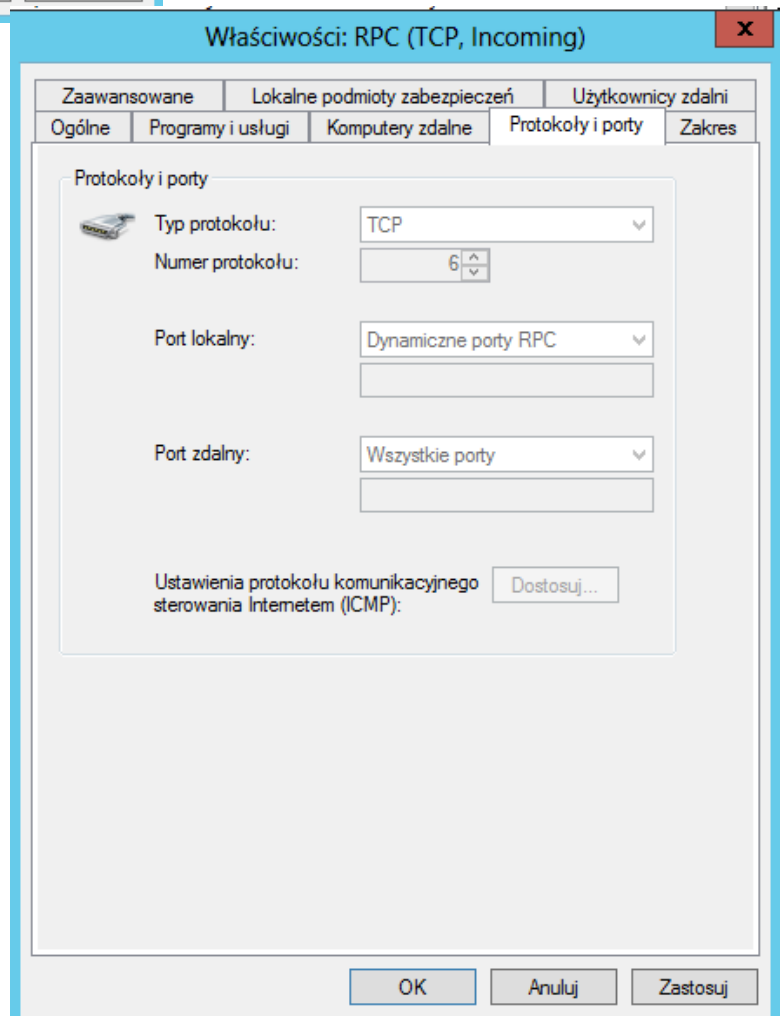 Właściwości: RPC (TCP, Incoming)
x
Zaawansowane Lokalne podmioty zabezpieczeń Użytkownicy zdalni
Ogólne Programy i usługi Komputery zdalne Protokoły i porty Zakres
Protokoły i porty
Typ protokołu: TCP
Numer protokołu: 6
Port lokalny: Dynamiczne porty RPC
Port zdalny: Wszystkie porty
Ustawienia protokołu komunikacyjnego
sterowania Internetem (ICMP): Dostosuj...
OK Anuluj Zastosuj